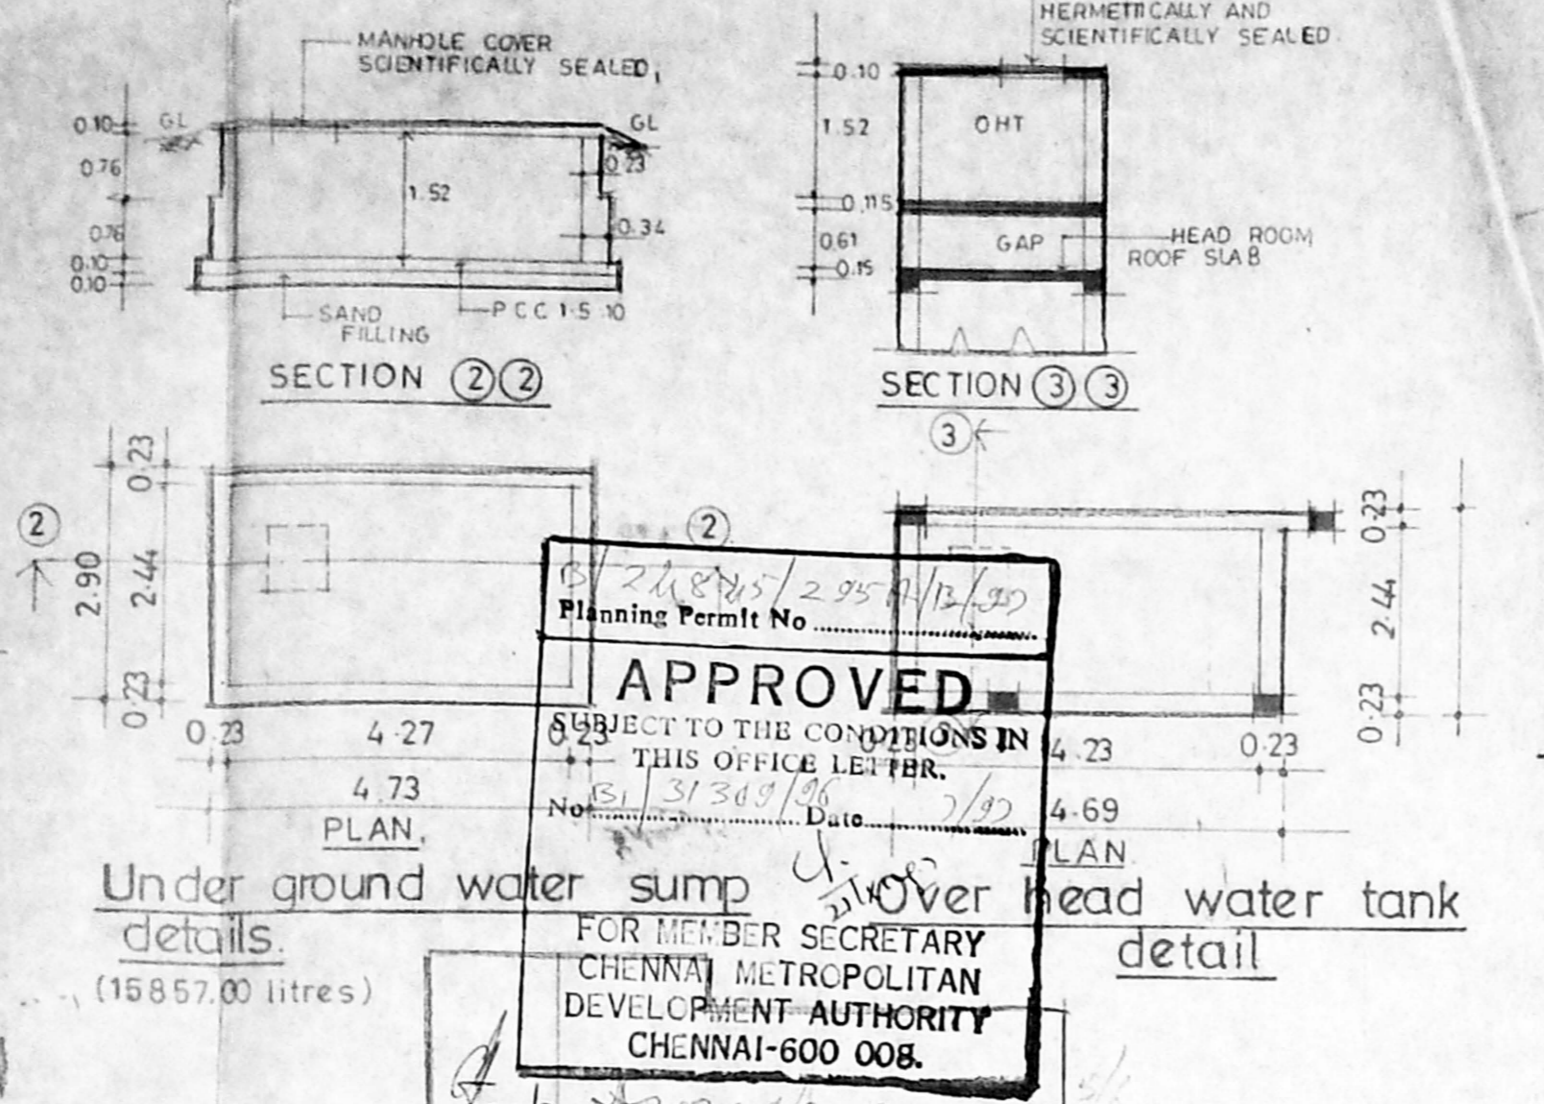 MANHOLE COVER
SCIENTIFICALLY SEALED,
GL
GL
0.10
0.76
0.76
0.10
0.10
1.52
0.23
0.34
SAND
FILLING
P C C 1:5:10
SECTION 2 2
HERMETICALLY AND
SCIENTIFICALLY SEALED.
0.10
1.52
OHT
0.115
0.61
GAP
0.15
HEAD ROOM
ROOF SLAB
SECTION 3 3
3
2
2
0.23
2.90
2.44
0.23
0.23
4.27
0.23
4.73
PLAN.
Under ground water sump
details.
(15857.00 litres)
0.23
2.44
0.23
0.23
4.23
0.23
4.69
PLAN
Over head water tank
detail
Planning Permit No
APPROVED
SUBJECT TO THE CONDITIONS IN
THIS OFFICE LETTER.
No B1/31369/96 Date
FOR MEMBER SECRETARY
CHENNAI METROPOLITAN
DEVELOPMENT AUTHORITY
CHENNAI-600 008.